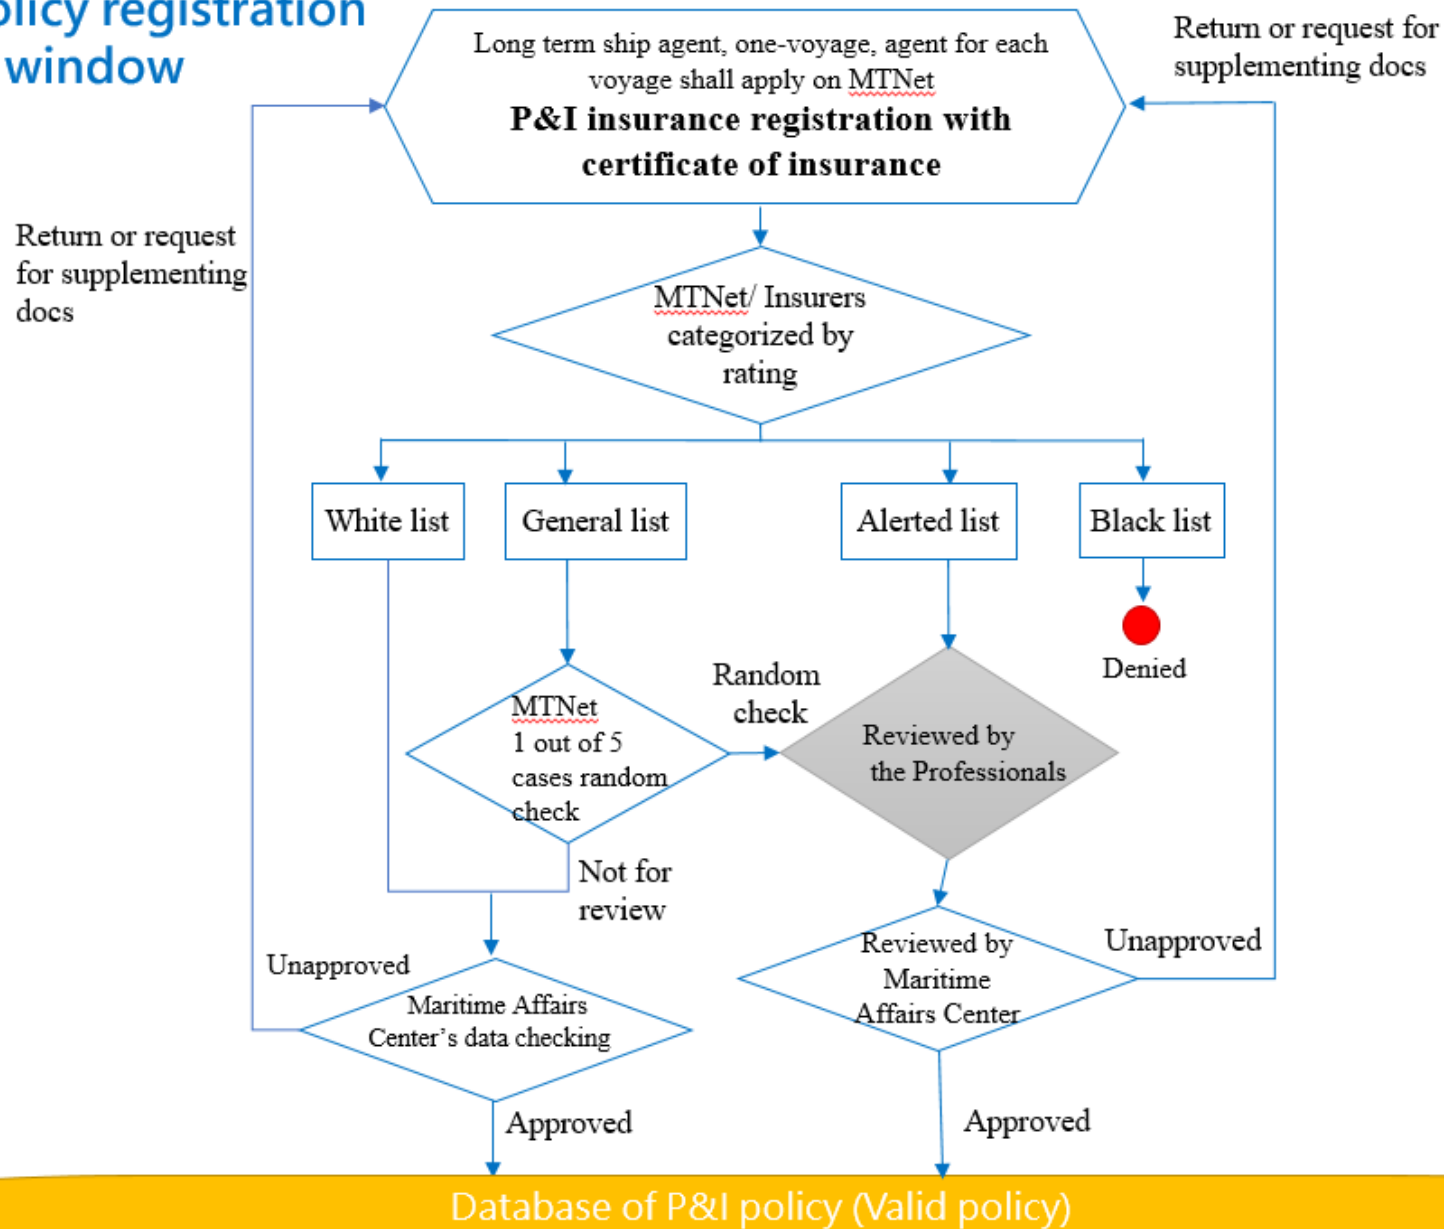 olicy registration
window
Long term ship agent, one-voyage, agent for each
voyage shall apply on MTNet
P&I insurance registration with
certificate of insurance
Return or request for
supplementing docs
Return or request
for supplementing
docs
MTNet/ Insurers
categorized by
rating
White list
General list
Alerted list
Black list
Denied
MTNet
1 out of 5
cases random
check
Random
check
Reviewed by
the Professionals
Not for
review
Unapproved
Maritime Affairs
Center’s data checking
Reviewed by
Maritime
Affairs Center
Unapproved
Approved
Approved
Database of P&I policy (Valid policy)